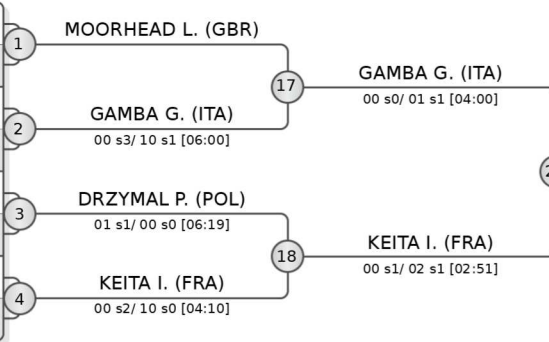 MOORHEAD L. (GBR)
1
GAMBA G. (ITA)
17
00 s0/ 01 s1 [04:00]
GAMBA G. (ITA)
2
00 s3/ 10 s1 [06:00]
DRZYMAL P. (POL)
3
01 s1/ 00 s0 [06:19]
KEITA I. (FRA)
18
00 s1/ 02 s1 [02:51]
KEITA I. (FRA)
4
00 s2/ 10 s0 [04:10]